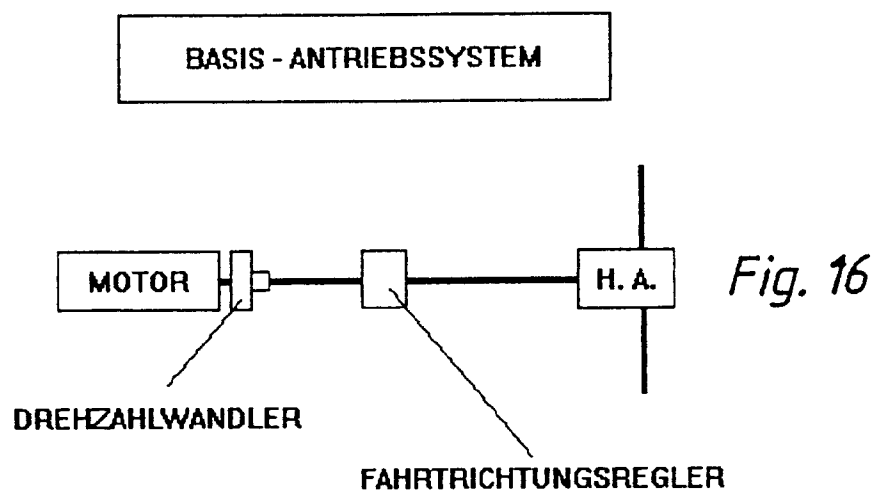 BASIS - ANTRIEBSSYSTEM
MOTOR
H. A.
Fig. 16
DREHZAHLWANDLER
FAHRTRICHTUNGSREGLER